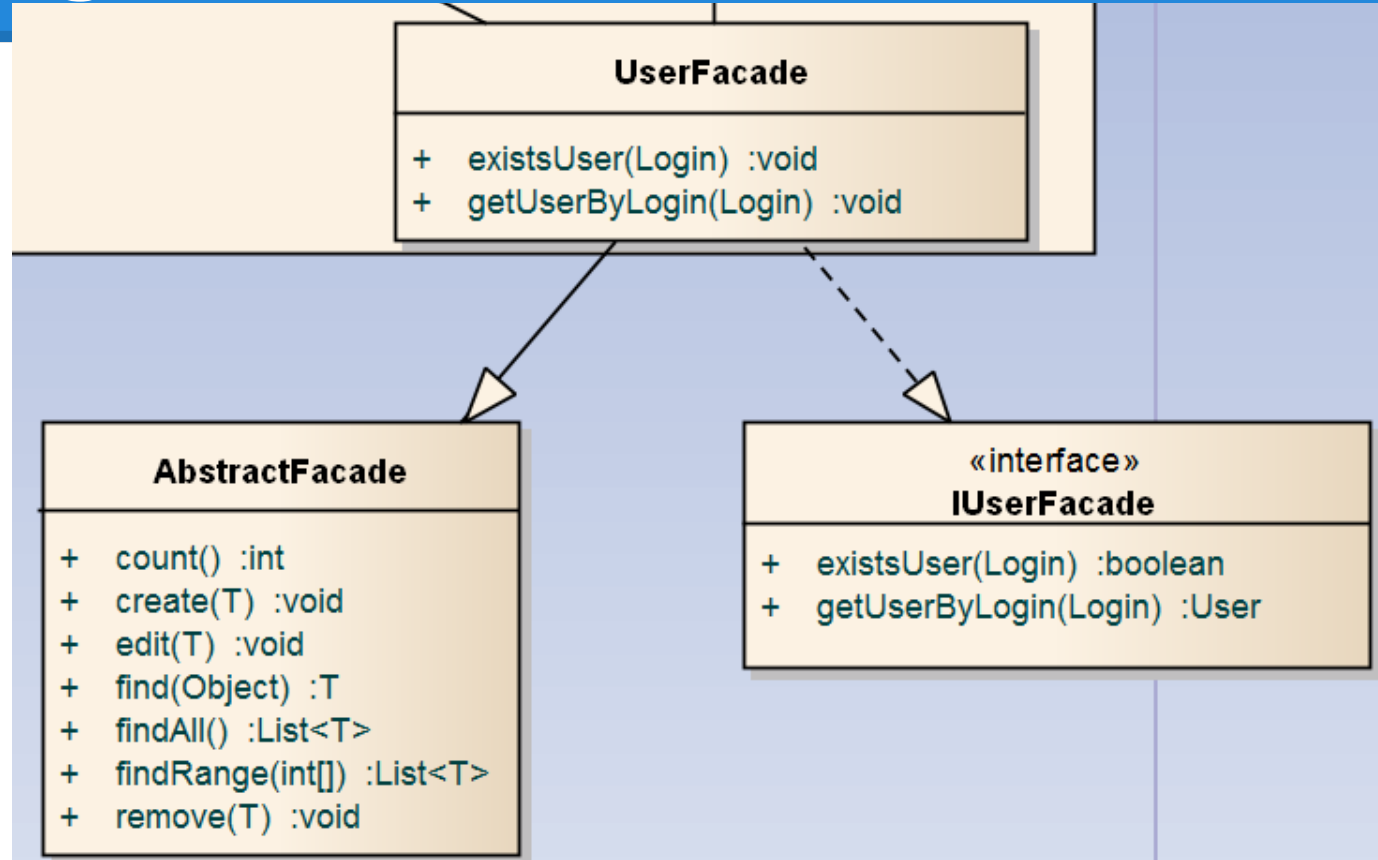 UserFacade
+ existsUser(Login) :void
+ getUserByLogin(Login) :void
AbstractFacade
+ count() :int
+ create(T) :void
+ edit(T) :void
+ find(Object) :T
+ findAll() :List<T>
+ findRange(int[]) :List<T>
+ remove(T) :void
«interface»
IUserFacade
+ existsUser(Login) :boolean
+ getUserByLogin(Login) :User